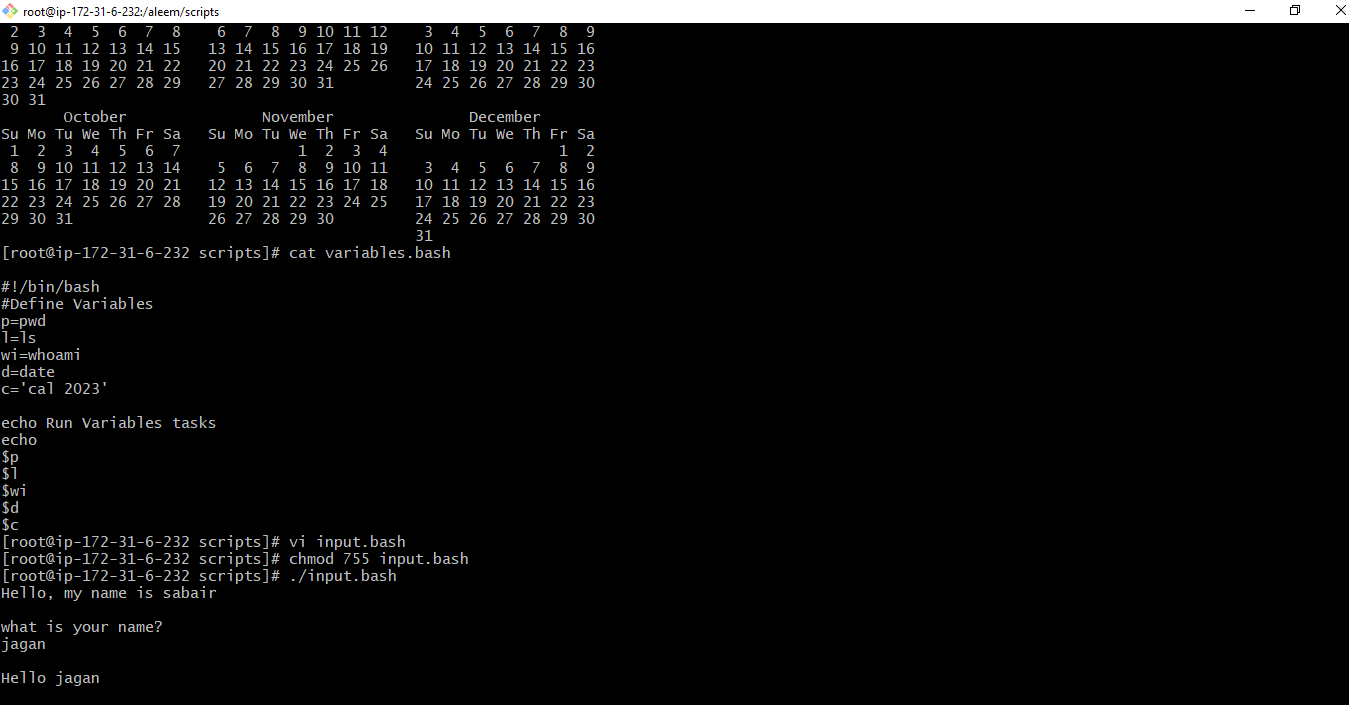 root@ip-172-31-6-232:/aleem/scripts
 2  3  4  5  6  7  8    6  7  8  9 10 11 12    3  4  5  6  7  8  9
 9 10 11 12 13 14 15   13 14 15 16 17 18 19   10 11 12 13 14 15 16
16 17 18 19 20 21 22   20 21 22 23 24 25 26   17 18 19 20 21 22 23
23 24 25 26 27 28 29   27 28 29 30 31         24 25 26 27 28 29 30
30 31
       October               November               December
Su Mo Tu We Th Fr Sa   Su Mo Tu We Th Fr Sa   Su Mo Tu We Th Fr Sa
 1  2  3  4  5  6  7             1  2  3  4                   1  2
 8  9 10 11 12 13 14    5  6  7  8  9 10 11    3  4  5  6  7  8  9
15 16 17 18 19 20 21   12 13 14 15 16 17 18   10 11 12 13 14 15 16
22 23 24 25 26 27 28   19 20 21 22 23 24 25   17 18 19 20 21 22 23
29 30 31               26 27 28 29 30         24 25 26 27 28 29 30
                                              31
[root@ip-172-31-6-232 scripts]# cat variables.bash

#!/bin/bash
#Define Variables
p=pwd
l=ls
wi=whoami
d=date
c='cal 2023'

echo Run Variables tasks
echo
$p
$l
$wi
$d
$c
[root@ip-172-31-6-232 scripts]# vi input.bash
[root@ip-172-31-6-232 scripts]# chmod 755 input.bash
[root@ip-172-31-6-232 scripts]# ./input.bash
Hello, my name is sabair

what is your name?
jagan

Hello jagan